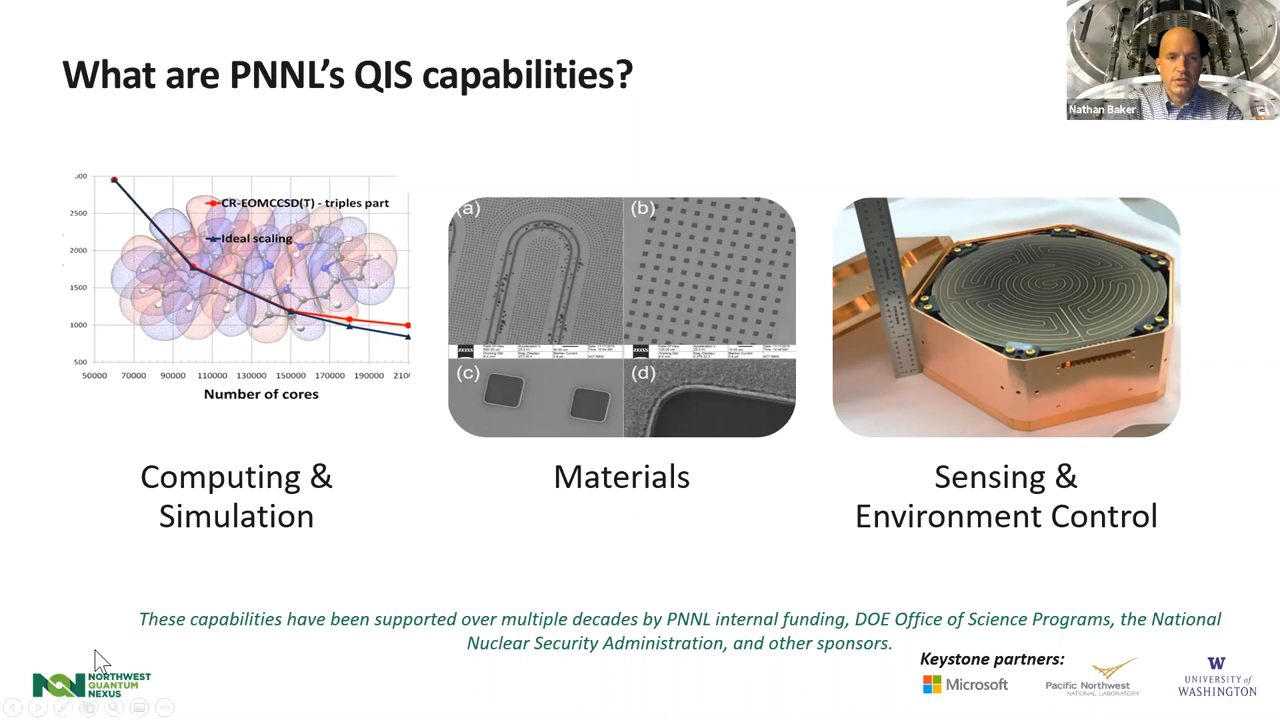 What are PNNL's QIS capabilities?
Nathan Baker
CR-EOMCCSD(T) - triples part
Ideal scaling
2500
2000
1500
1000
500
50000 70000 90000 110000 130000 150000 170000 190000
Number of cores
(a)
(b)
(c)
(d)
ZEISS
ZEISS
Computing &
Simulation
Materials
Sensing &
Environment Control
These capabilities have been supported over multiple decades by PNNL internal funding, DOE Office of Science Programs, the National
Nuclear Security Administration, and other sponsors.
Keystone partners:
NQN NORTHWEST
QUANTUM
NEXUS
Microsoft
Pacific Northwest
NATIONAL LABORATORY
W
UNIVERSITY of
WASHINGTON